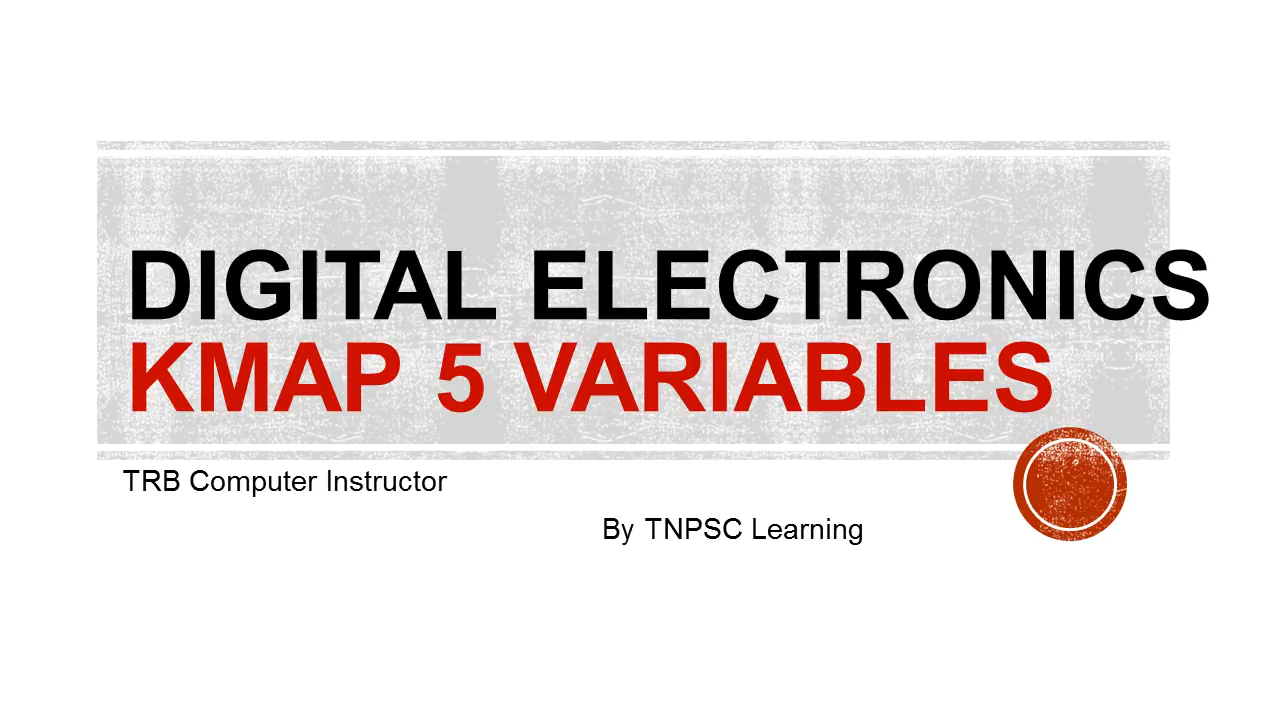 DIGITAL ELECTRONICS
KMAP 5 VARIABLES
TRB Computer Instructor
By TNPSC Learning